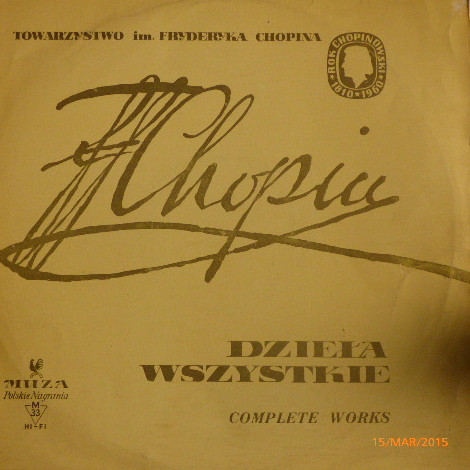 TOWARZYSTWO im. FRYDERYKA CHOPINA
ROK CHOPINOWSKI
1810 • 1960
FFChopin
DZIEŁA
WSZYSTKIE
COMPLETE WORKS
MUZA
Polskie Nagrania
M
33
HI-FI
15/MAR/2015